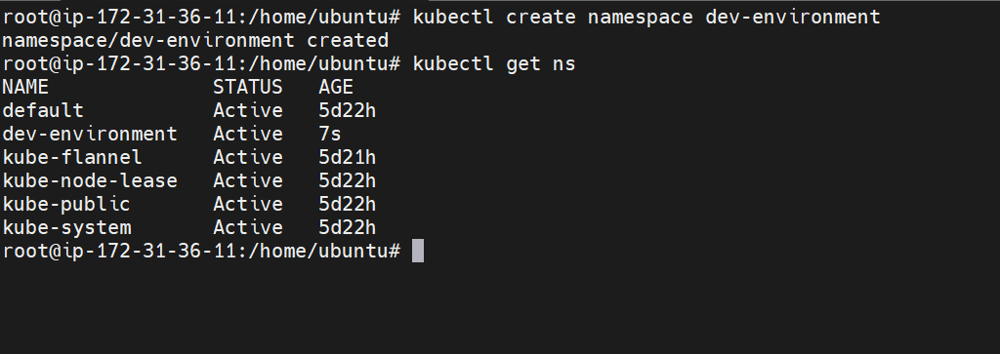 root@ip-172-31-36-11:/home/ubuntu# kubectl create namespace dev-environment
namespace/dev-environment created
root@ip-172-31-36-11:/home/ubuntu# kubectl get ns
NAME              STATUS   AGE
default           Active   5d22h
dev-environment   Active   7s
kube-flannel      Active   5d21h
kube-node-lease   Active   5d22h
kube-public       Active   5d22h
kube-system       Active   5d22h
root@ip-172-31-36-11:/home/ubuntu#